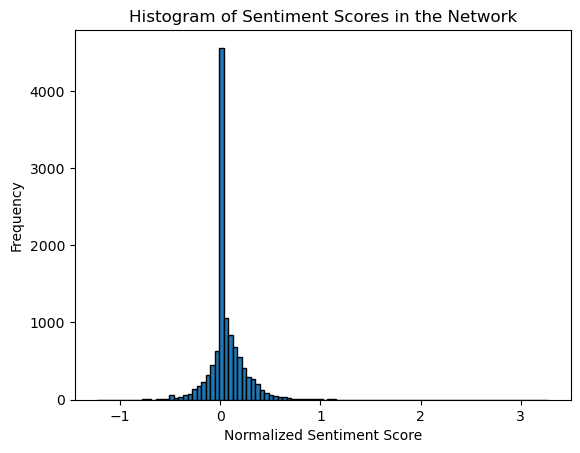 Histogram of Sentiment Scores in the Network
4000
3000
2000
1000
0
Frequency
−1 0 1 2 3
Normalized Sentiment Score